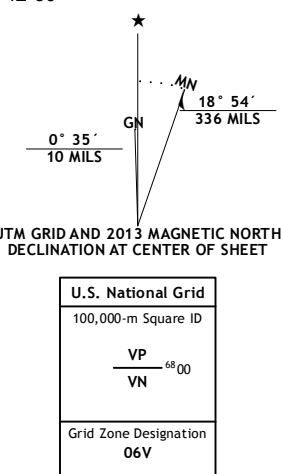 ★
MN
GN
18° 54´
336 MILS
0° 35´
10 MILS
UTM GRID AND 2013 MAGNETIC NORTH
DECLINATION AT CENTER OF SHEET
U.S. National Grid
100,000-m Square ID
VP
6800
VN
Grid Zone Designation
06V